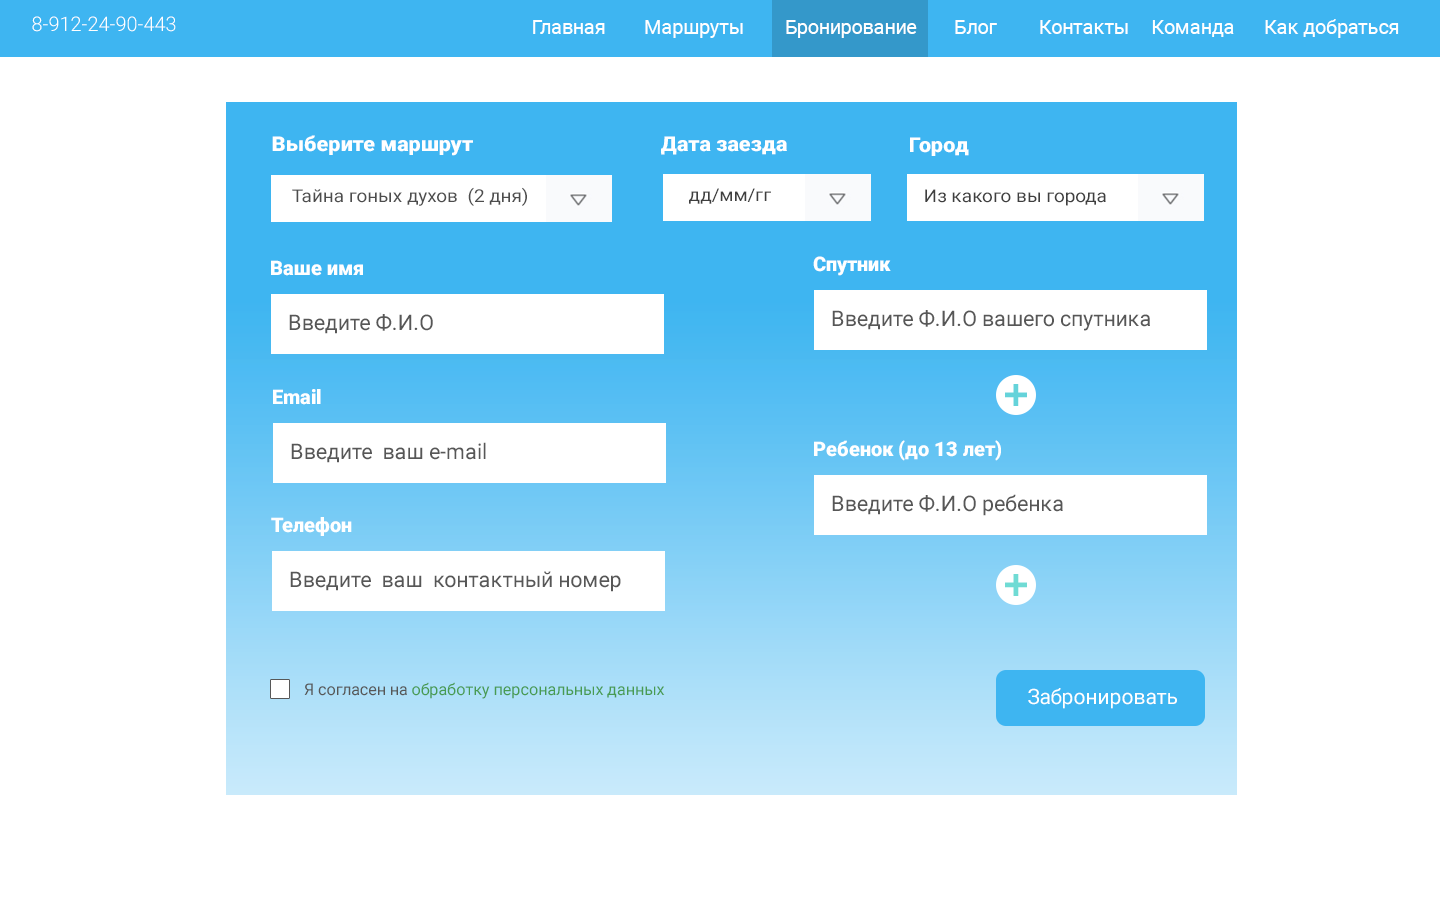 8-912-24-90-443
Главная Маршруты Бронирование Блог Контакты Команда Как добраться
Выберите маршрут Дата заезда Город
Тайна гоных духов (2 дня) дд/мм/гг Из какого вы города
Ваше имя
Введите Ф.И.О
Email
Введите ваш e-mail
Телефон
Введите ваш контактный номер
Спутник
Введите Ф.И.О вашего спутника
Ребенок (до 13 лет)
Введите Ф.И.О ребенка
Я согласен на обработку персональных данных
Забронировать